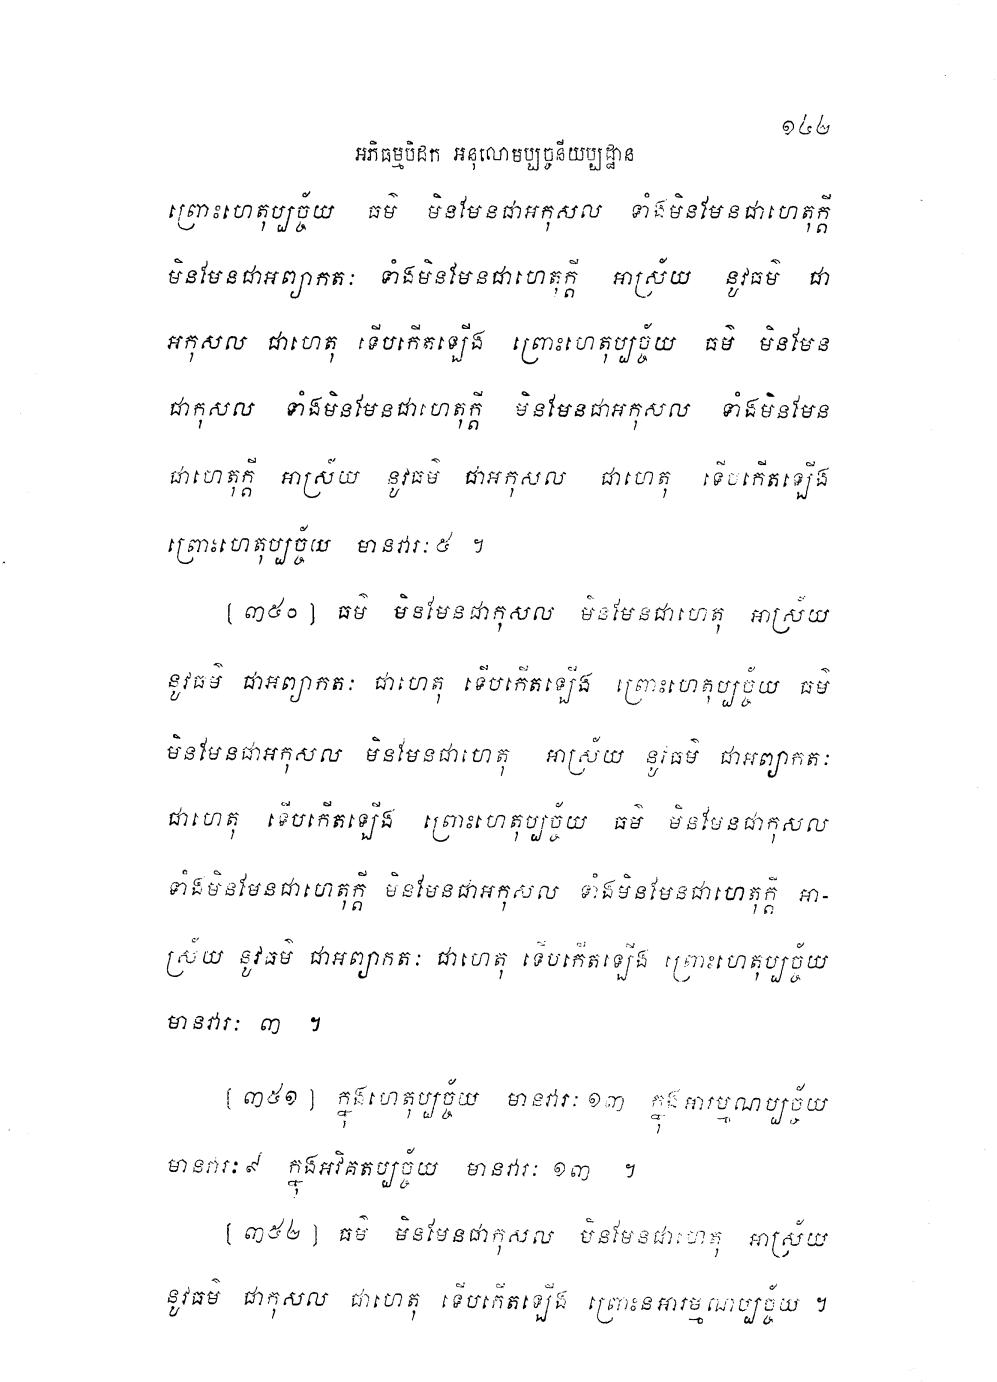 ១៤២
អភិធម្មបិដក អនុលោមប្បច្ចនីយប្បដ្ឋាន
ព្រោះហេតុប្បច្ច័យ ធម៌ មិនមែនជាអកុសល ទាំងមិនមែនជាហេតុក្តី
មិនមែនជាអព្យាកតៈ ទាំងមិនមែនជាហេតុក្តី អាស្រ័យ នូវធម៌ ជា
អកុសល ជាហេតុ ទើបកើតឡើង ព្រោះហេតុប្បច្ច័យ ធម៌ មិនមែន
ជាកុសល ទាំងមិនមែនជាហេតុក្តី មិនមែនជាអកុសល ទាំងមិនមែន
ជាហេតុក្តី អាស្រ័យ នូវធម៌ ជាអកុសល ជាហេតុ ទើបកើតឡើង
ព្រោះហេតុប្បច្ច័យ មានវារៈ៥ ។
[៣៥០] ធម៌ មិនមែនជាកុសល មិនមែនជាហេតុ អាស្រ័យ
នូវធម៌ ជាអព្យាកតៈ ជាហេតុ ទើបកើតឡើង ព្រោះហេតុប្បច្ច័យ ធម៌
មិនមែនជាអកុសល មិនមែនជាហេតុ អាស្រ័យ នូវធម៌ ជាអព្យាកតៈ
ជាហេតុ ទើបកើតឡើង ព្រោះហេតុប្បច្ច័យ ធម៌ មិនមែនជាកុសល
ទាំងមិនមែនជាហេតុក្តី មិនមែនជាអកុសល ទាំងមិនមែនជាហេតុក្តី អា-
ស្រ័យ នូវធម៌ ជាអព្យាកតៈ ជាហេតុ ទើបកើតឡើង ព្រោះហេតុប្បច្ច័យ
មានវារៈ ៣ ។
[៣៥១] ក្នុងហេតុប្បច្ច័យ មានវារៈ ១៣ ក្នុងអារម្មណប្បច្ច័យ
មានវារៈ ៩ ក្នុងអវិគតប្បច្ច័យ មានវារៈ ១៣ ។
[៣៥២] ធម៌ មិនមែនជាកុសល មិនមែនជាហេតុ អាស្រ័យ
នូវធម៌ ជាកុសល ជាហេតុ ទើបកើតឡើង ព្រោះនអារម្មណប្បច្ច័យ ។